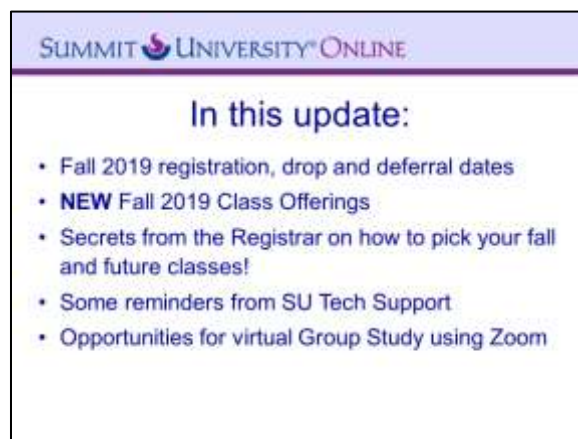 SUMMIT UNIVERSITY® ONLINE
In this update:
• Fall 2019 registration, drop and deferral dates
• NEW Fall 2019 Class Offerings
• Secrets from the Registrar on how to pick your fall
and future classes!
• Some reminders from SU Tech Support
• Opportunities for virtual Group Study using Zoom